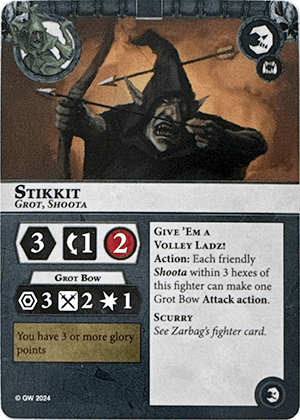 STIKKIT
GROT, SHOOTA
3 1 2
GROT BOW
3 2 1
You have 3 or more glory
points
GIVE 'EM A
VOLLEY LADZ!
Action: Each friendly
Shoota within 3 hexes of
this fighter can make one
Grot Bow Attack action.
SCURRY
See Zarbag's fighter card.
© GW 2024